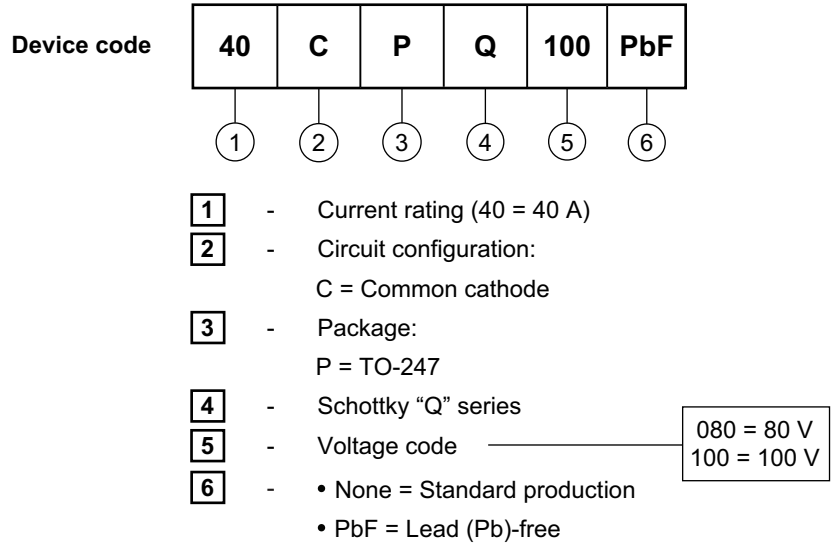 Device code 40 C P Q 100 PbF
1 2 3 4 5 6
1 - Current rating (40 = 40 A)
2 - Circuit configuration:
C = Common cathode
3 - Package:
P = TO-247
4 - Schottky “Q” series
5 - Voltage code
080 = 80 V
100 = 100 V
6 - • None = Standard production
• PbF = Lead (Pb)-free